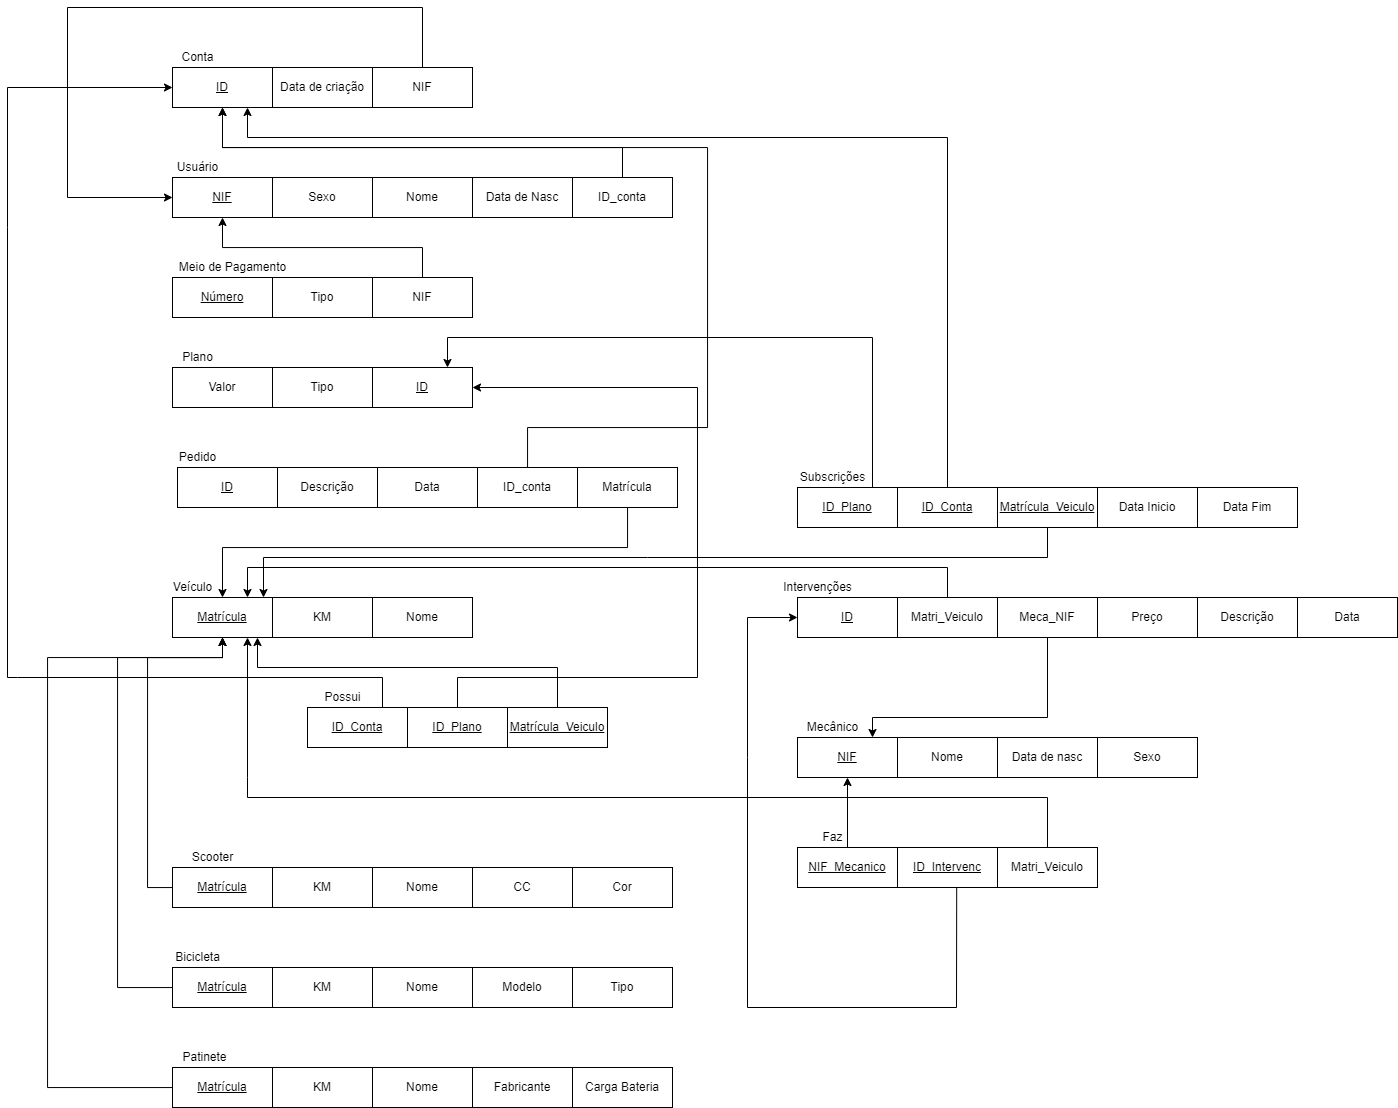 Conta
ID Data de criação NIF
Usuário
NIF Sexo Nome Data de Nasc ID_conta
Meio de Pagamento
Número Tipo NIF
Plano
Valor Tipo ID
Pedido
ID Descrição Data ID_conta Matrícula
Subscrições
ID_Plano ID_Conta Matrícula_Veiculo Data Inicio Data Fim
Veículo
Matrícula KM Nome
Intervenções
ID Matri_Veiculo Meca_NIF Preço Descrição Data
Possui
ID_Conta ID_Plano Matrícula_Veiculo
Mecânico
NIF Nome Data de nasc Sexo
Faz
NIF_Mecanico ID_Intervenc Matri_Veiculo
Scooter
Matrícula KM Nome CC Cor
Bicicleta
Matrícula KM Nome Modelo Tipo
Patinete
Matrícula KM Nome Fabricante Carga Bateria